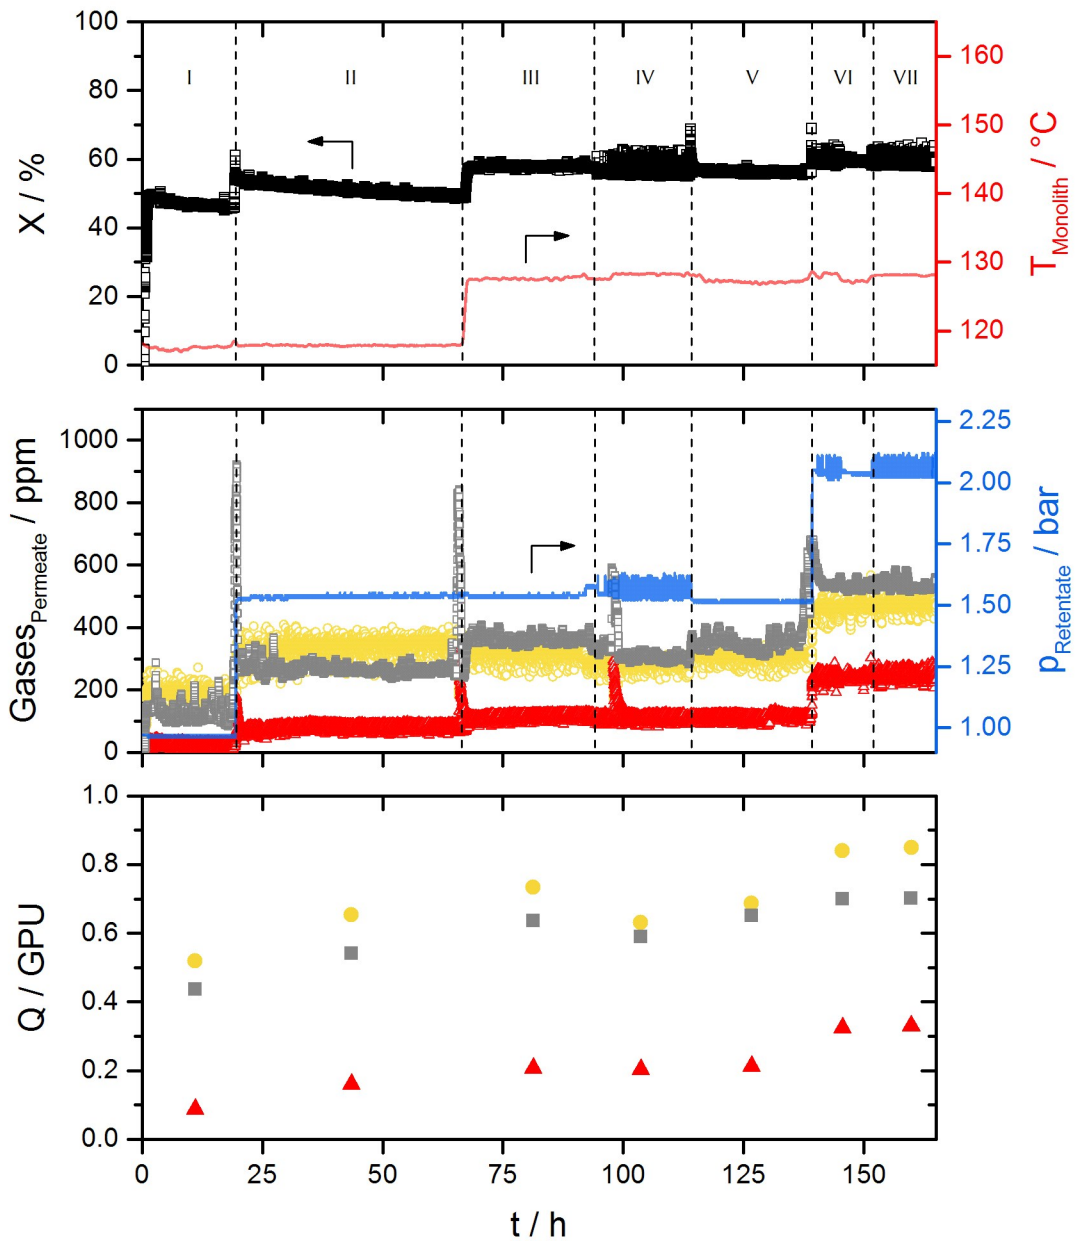 100
80
60
40
20
0
X / %
I
II
III
IV
V
VI
VII
160
150
140
130
120
T_Monolith / °C
1000
800
600
400
200
0
Gases_Permeate / ppm
2.25
2.00
1.75
1.50
1.25
1.00
p_Retentate / bar
1.0
0.8
0.6
0.4
0.2
0.0
Q / GPU
0 25 50 75 100 125 150
t / h